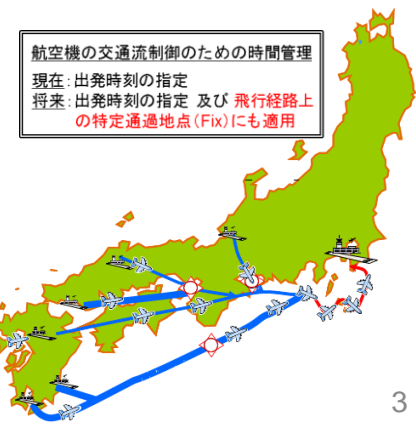 航空機の交通流制御のための時間管理
現在:出発時刻の指定
将来:出発時刻の指定 及び 飛行経路上
の特定通過地点(Fix)にも適用
3